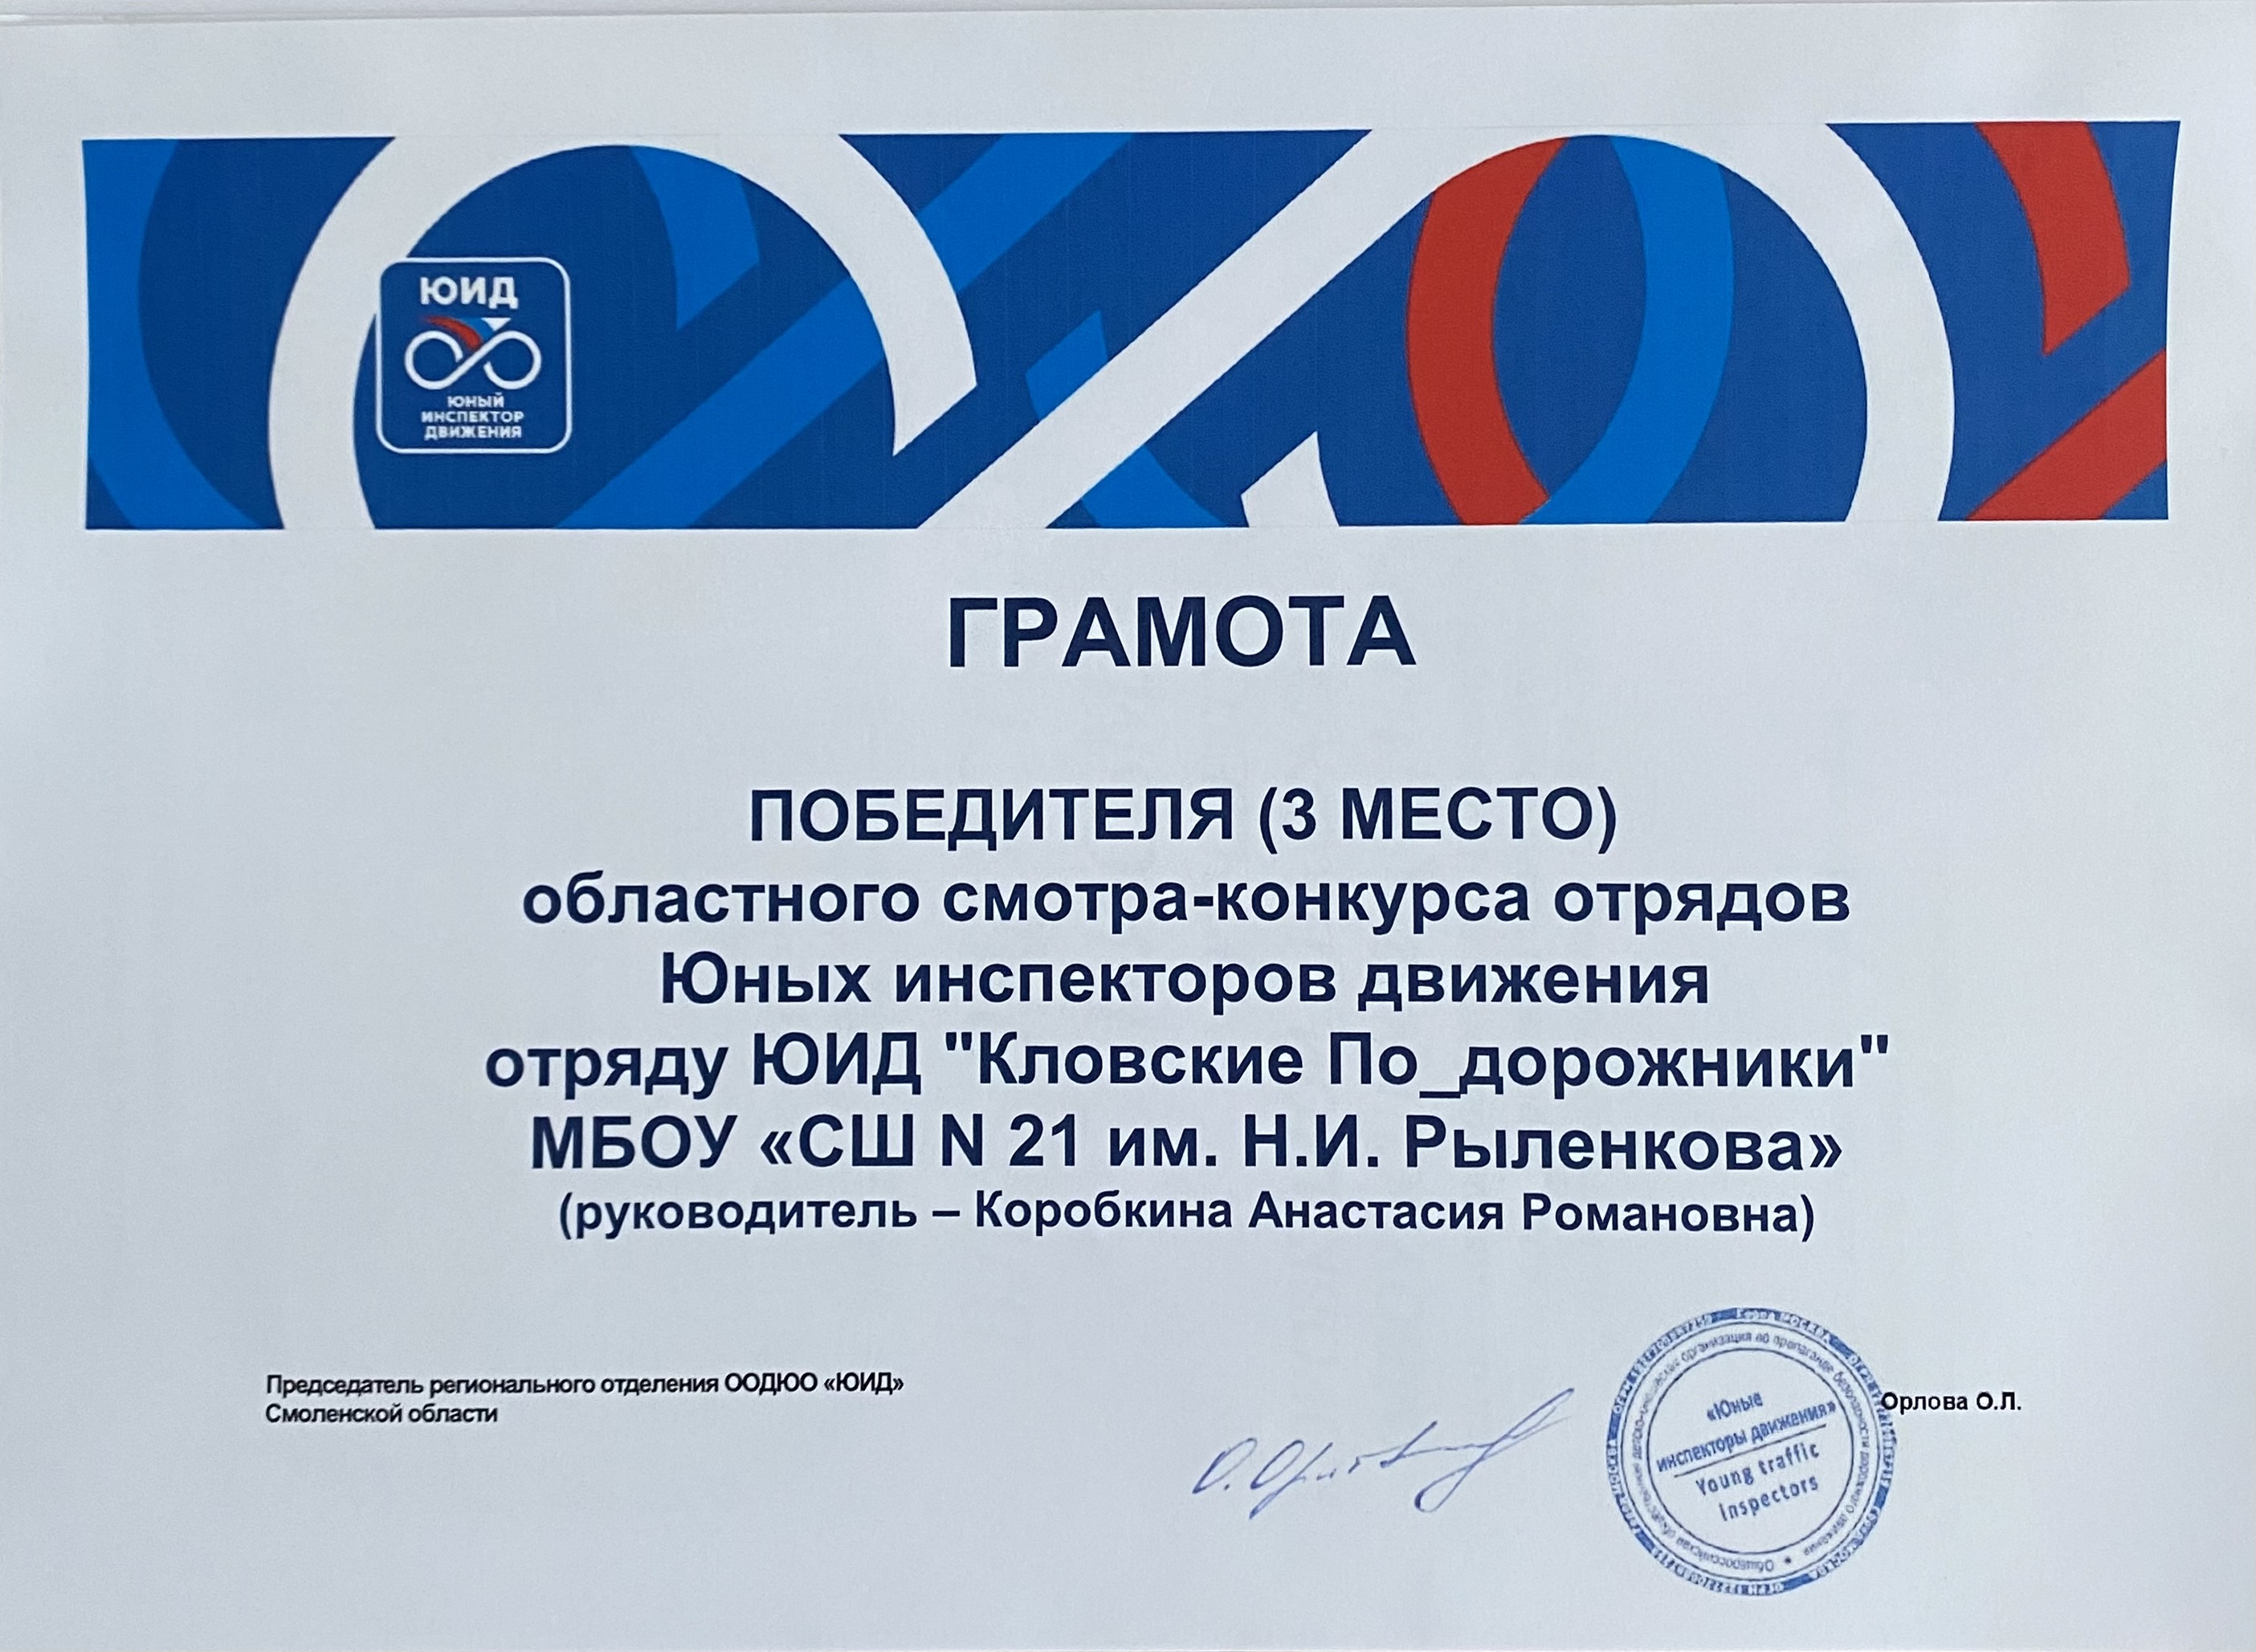 ЮИД
ЮНЫЙ
ИНСПЕКТОР
ДВИЖЕНИЯ
ГРАМОТА
ПОБЕДИТЕЛЯ (3 МЕСТО)
областного смотра-конкурса отрядов
Юных инспекторов движения
отряду ЮИД "Кловские По_дорожники"
МБОУ «СШ N 21 им. Н.И. Рыленкова»
(руководитель – Коробкина Анастасия Романовна)
Председатель регионального отделения ООДЮО «ЮИД»
Смоленской области
Орлова О.Л.
«Юные
инспекторы движения»
Young traffic
Inspectors